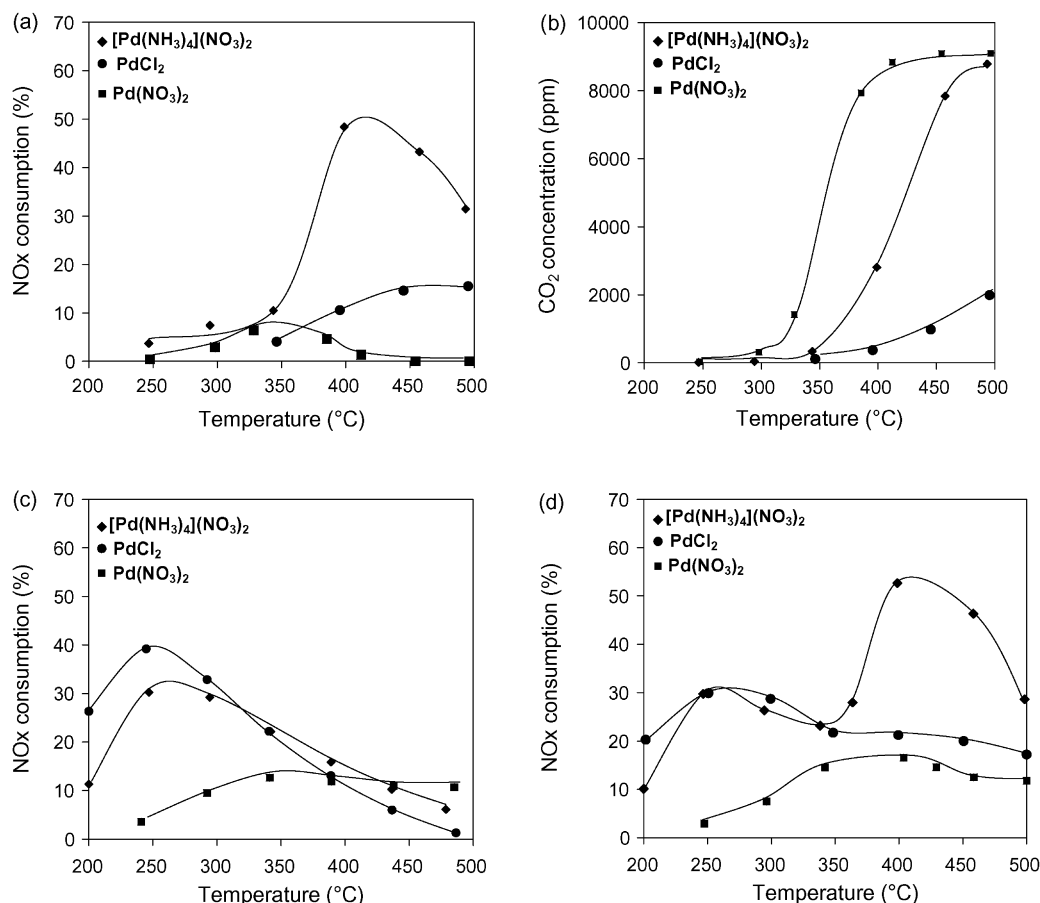 (a)
70
60
50
40
30
20
10
0
NOx consumption (%)
[Pd(NH3)4](NO3)2
PdCl2
Pd(NO3)2
200 250 300 350 400 450 500
Temperature (°C)
(b)
10000
8000
6000
4000
2000
0
CO2 concentration (ppm)
[Pd(NH3)4](NO3)2
PdCl2
Pd(NO3)2
200 250 300 350 400 450 500
Temperature (°C)
(c)
70
60
50
40
30
20
10
0
NOx consumption (%)
[Pd(NH3)4](NO3)2
PdCl2
Pd(NO3)2
200 250 300 350 400 450 500
Temperature (°C)
(d)
70
60
50
40
30
20
10
0
NOx consumption (%)
[Pd(NH3)4](NO3)2
PdCl2
Pd(NO3)2
200 250 300 350 400 450 500
Temperature (°C)